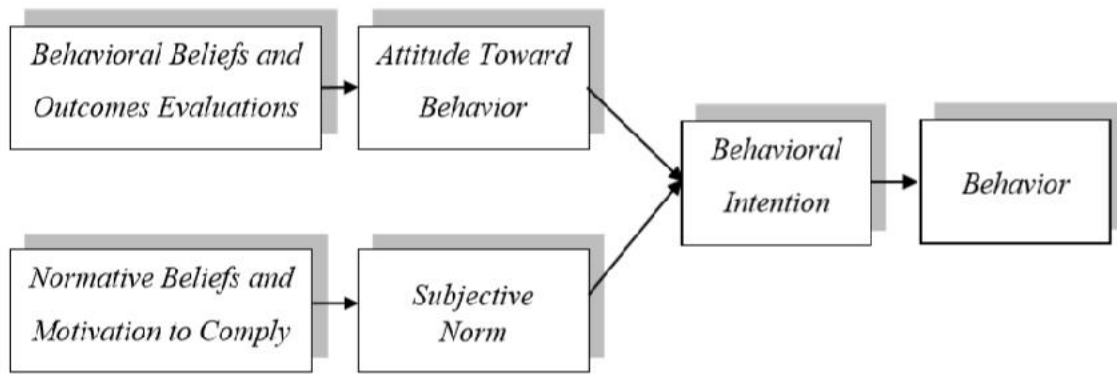 Behavioral Beliefs and
Outcomes Evaluations
Attitude Toward
Behavior
Behavioral
Intention
Behavior
Normative Beliefs and
Motivation to Comply
Subjective
Norm